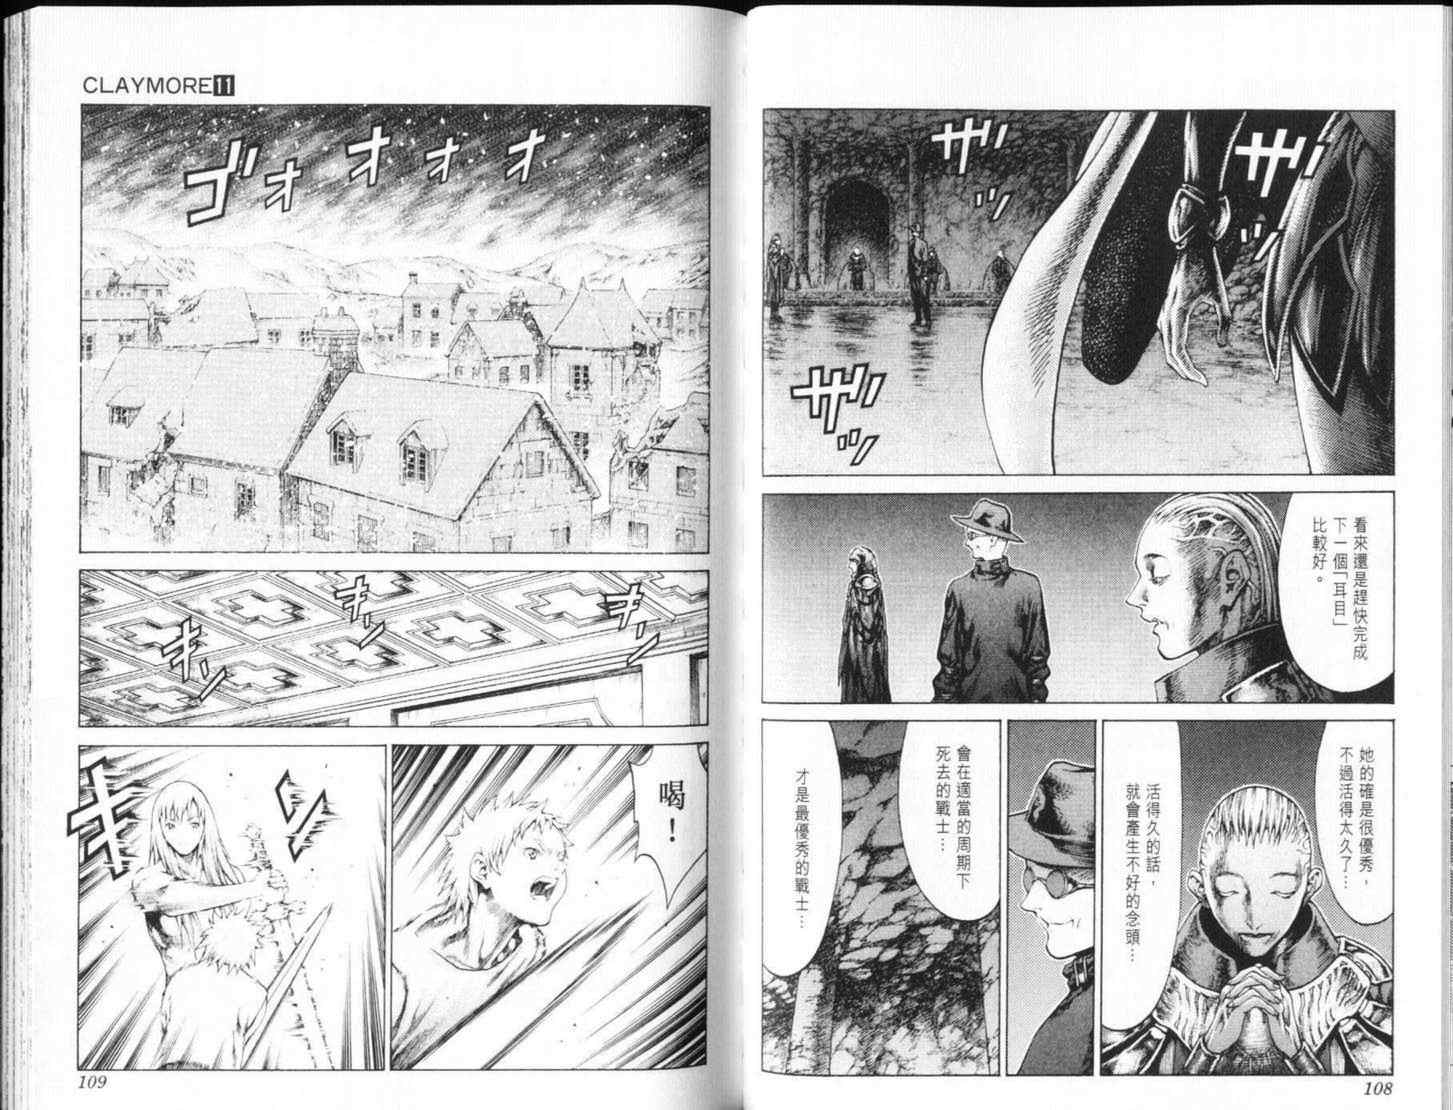 ザッ
ザッ
ザッ
看來還是趕快完成
下一個「耳目」
比較好。
她的確是很優秀，
不過活得太久了…
活得久的話，
就會產生不好的念頭…
會在適當的周期下
死去的戰士…
才是最優秀的戰士…
108
CLAYMORE11
ゴォオォォ
キン
キン
キン
喝！
ギン
109